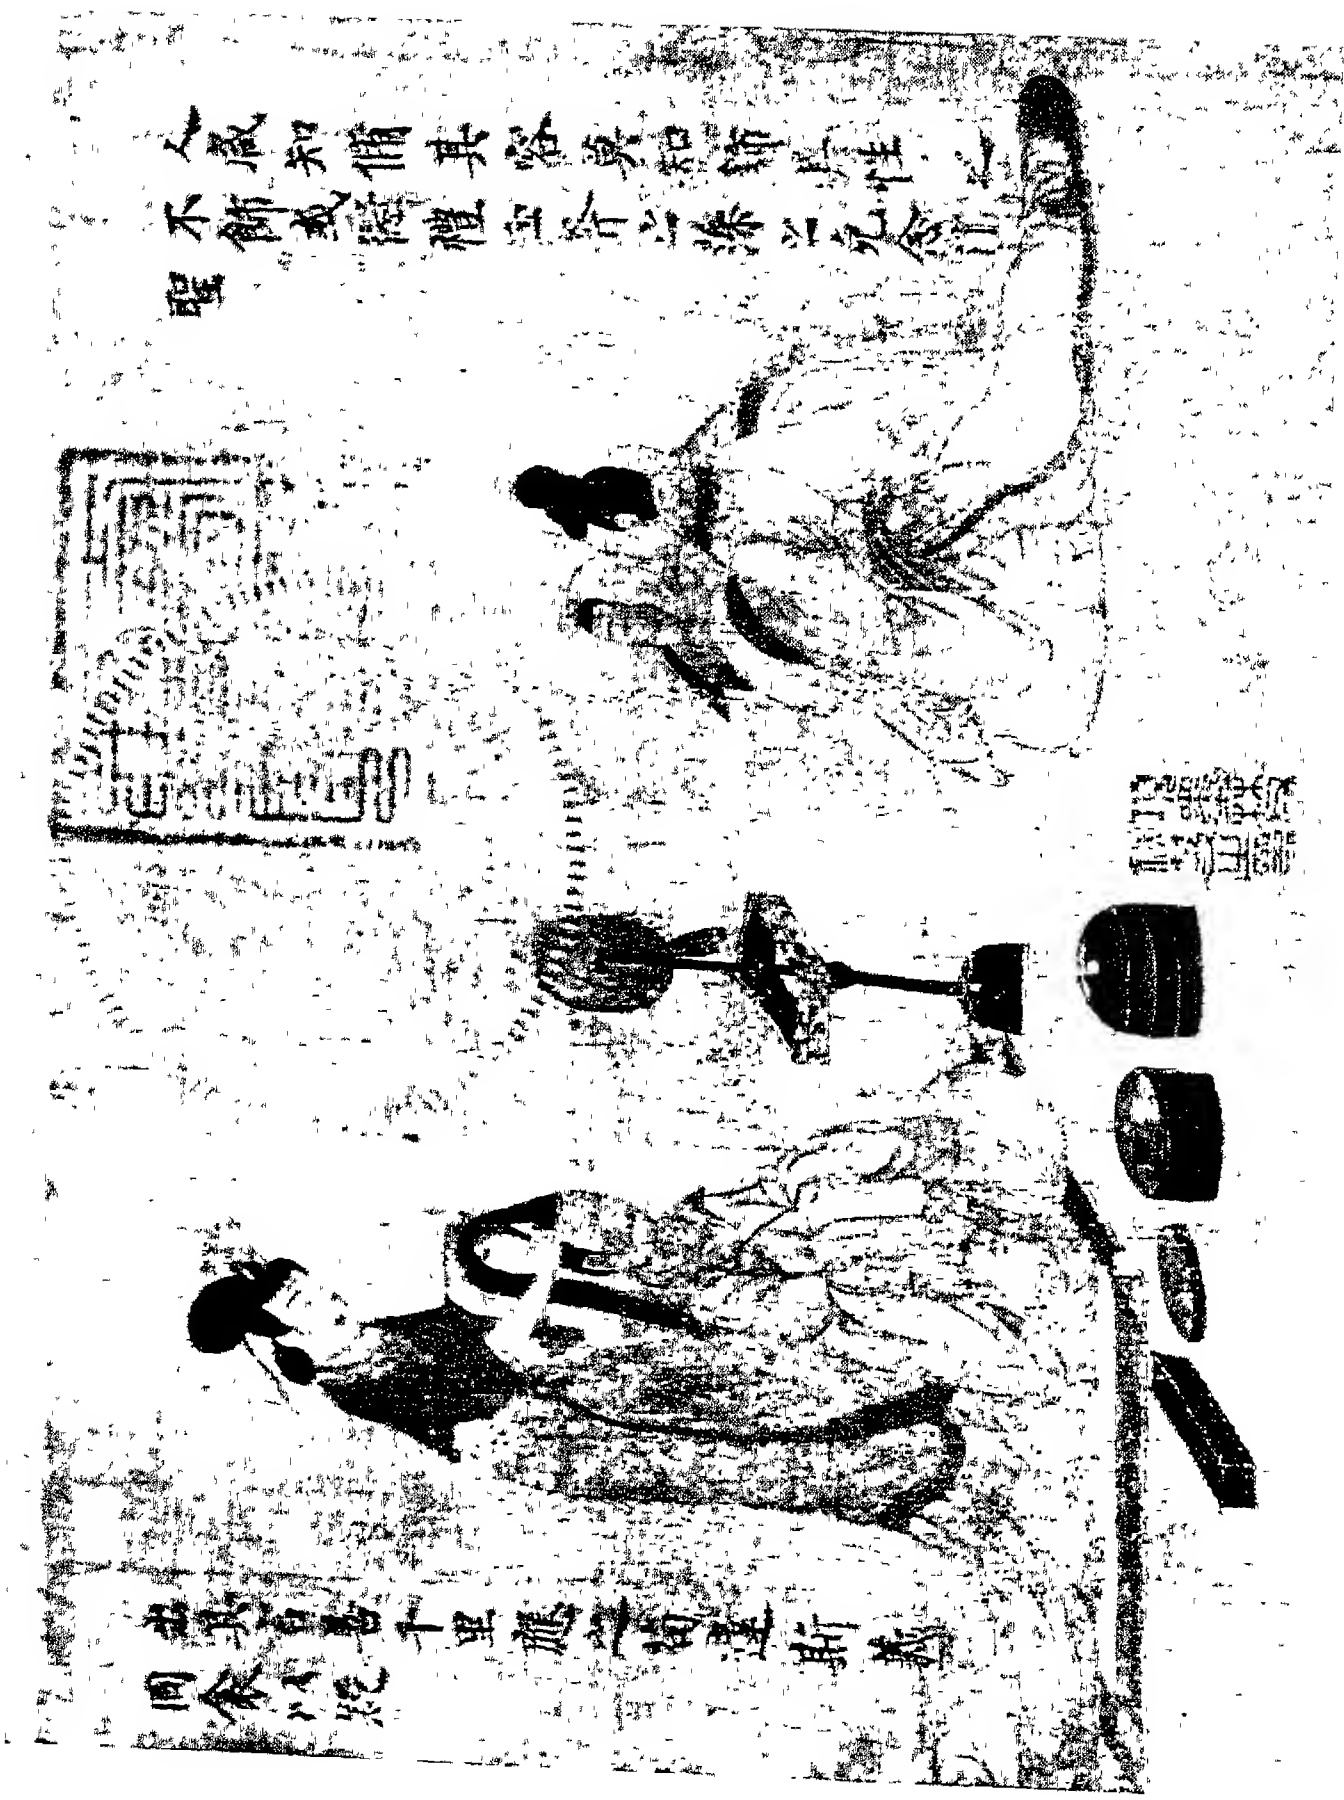 人咸知脩其容莫知飾其性之
不飾或愆禮正斧之藻之克念作
聖
出其言善千里應之苟違斯義
同衾以疑